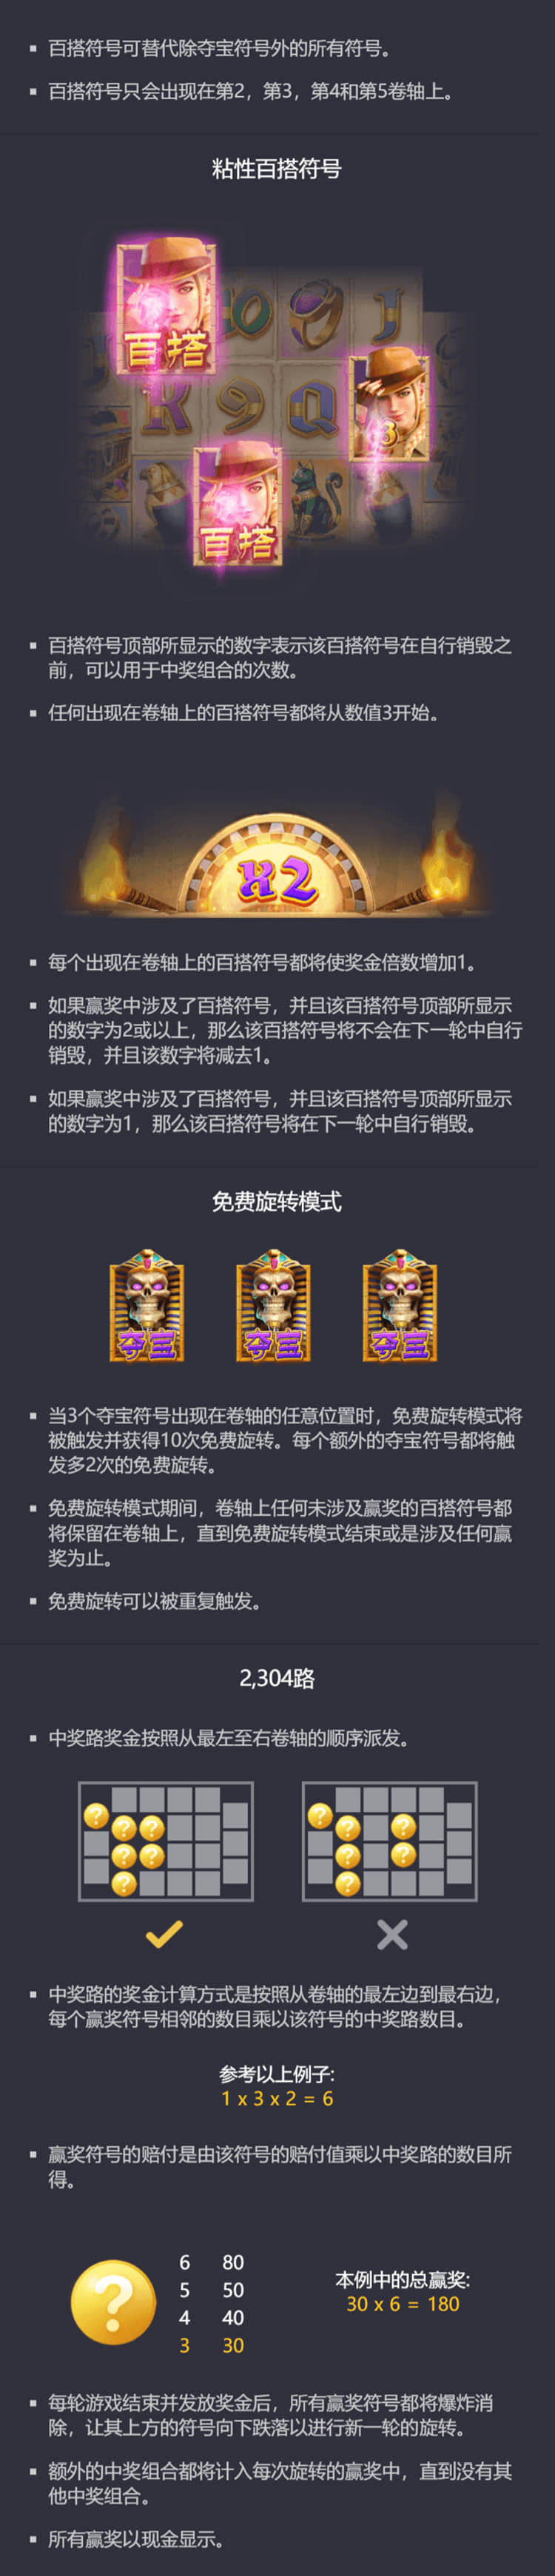 百搭符号可替代除夺宝符号外的所有符号。
百搭符号只会出现在第2，第3，第4和第5卷轴上。
粘性百搭符号
百搭
10
J
K
9
Q
3
百搭
百搭符号顶部所显示的数字表示该百搭符号在自行销毁之
前，可以用于中奖组合的次数。
任何出现在卷轴上的百搭符号都将从数值3开始。
x2
每个出现在卷轴上的百搭符号都将使奖金倍数增加1。
如果赢奖中涉及了百搭符号，并且该百搭符号顶部所显示
的数字为2或以上，那么该百搭符号将不会在下一轮中自行
销毁，并且该数字将减去1。
如果赢奖中涉及了百搭符号，并且该百搭符号顶部所显示
的数字为1，那么该百搭符号将在下一轮中自行销毁。
免费旋转模式
夺宝
夺宝
夺宝
当3个夺宝符号出现在卷轴的任意位置时，免费旋转模式将
被触发并获得10次免费旋转。每个额外的夺宝符号都将触
发多2次的免费旋转。
免费旋转模式期间，卷轴上任何未涉及赢奖的百搭符号都
将保留在卷轴上，直到免费旋转模式结束或是涉及任何赢
奖为止。
免费旋转可以被重复触发。
2,304路
中奖路奖金按照从最左至右卷轴的顺序派发。
? ? ? ? ? ?
? ? ? ? ? ?
中奖路的奖金计算方式是按照从卷轴的最左边到最右边，
每个赢奖符号相邻的数目乘以该符号的中奖路数目。
参考以上例子:
1 x 3 x 2 = 6
赢奖符号的赔付是由该符号的赔付值乘以中奖路的数目所
得。
?
6 80
5 50
4 40
3 30
本例中的总赢奖:
30 x 6 = 180
每轮游戏结束并发放奖金后，所有赢奖符号都将爆炸消
除，让其上方的符号向下跌落以进行新一轮的旋转。
额外的中奖组合都将计入每次旋转的赢奖中，直到没有其
他中奖组合。
所有赢奖以现金显示。